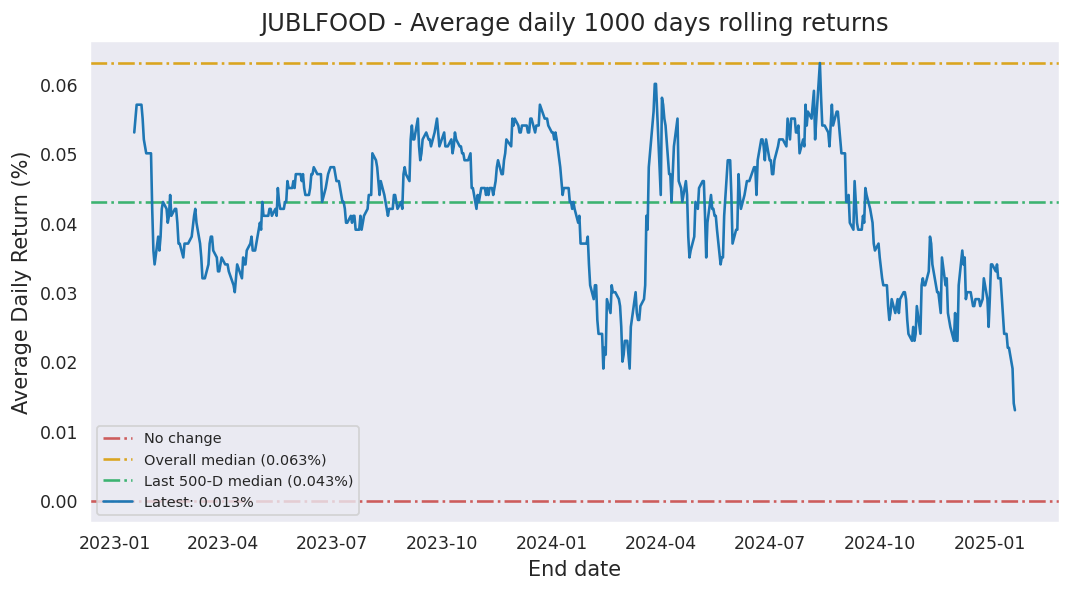 JUBLFOOD - Average daily 1000 days rolling returns
Average Daily Return (%)
0.06
0.05
0.04
0.03
0.02
0.01
0.00
No change
Overall median (0.063%)
Last 500-D median (0.043%)
Latest: 0.013%
2023-01 2023-04 2023-07 2023-10 2024-01 2024-04 2024-07 2024-10 2025-01
End date